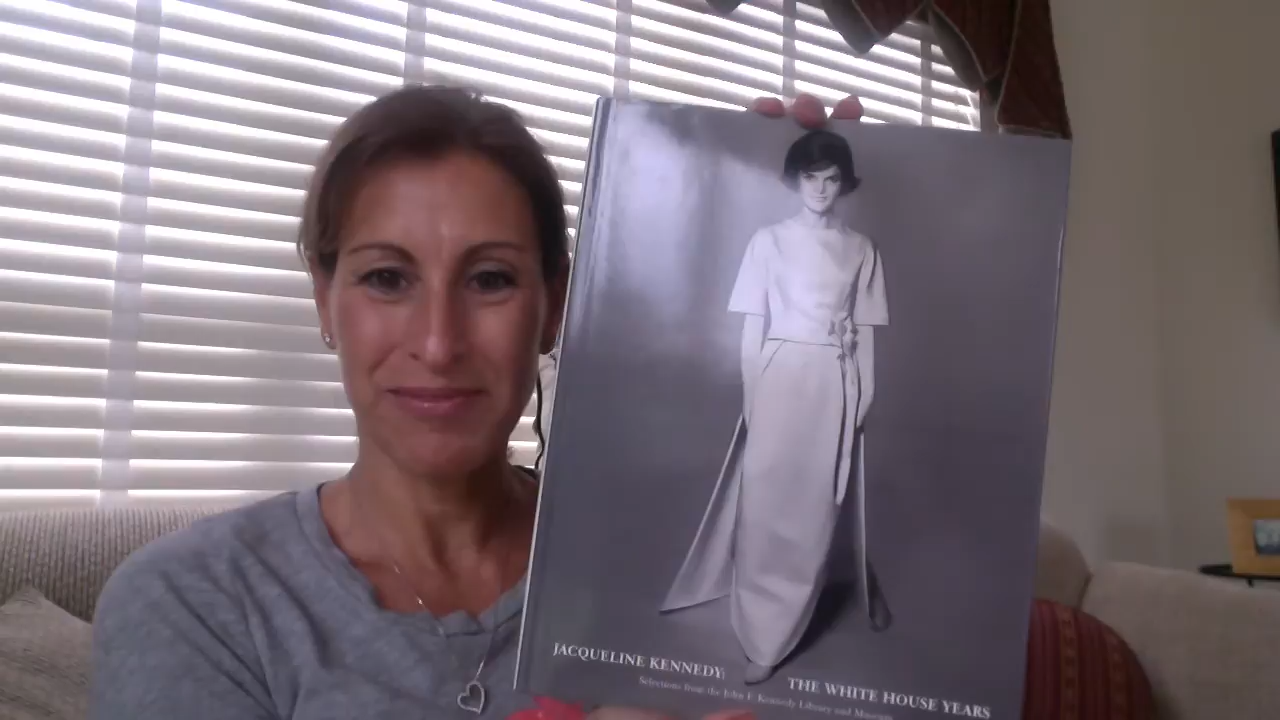 JACQUELINE KENNEDY: THE WHITE HOUSE YEARS
Selections from the John F. Kennedy Library and Museum